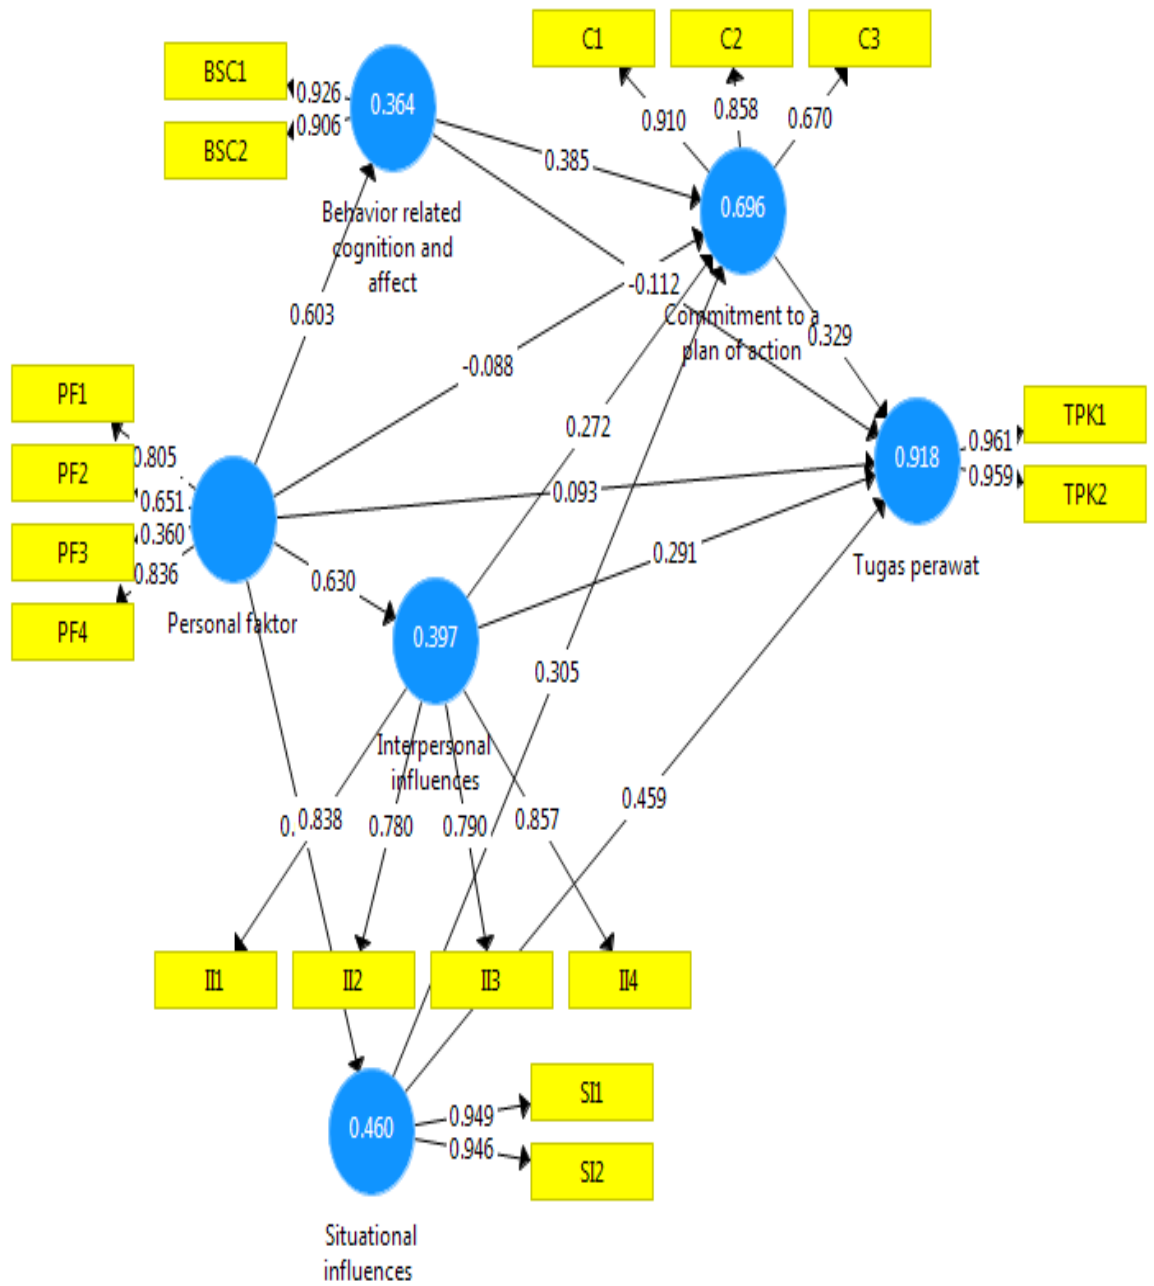 C1
C2
C3
BSC1
BSC2
0.926
0.906
0.364
0.910
0.858
0.670
0.385
0.696
Behavior related
cognition and
affect
-0.112
0.603
Commitment to a
plan of action
0.329
-0.088
PF1
PF2
PF3
PF4
0.805
0.651
0.360
0.836
0.272
0.918
TPK1
TPK2
0.961
0.959
0.093
0.291
Tugas perawat
0.630
Personal faktor
0.397
0.305
Interpersonal
influences
0.459
0.838
0.780
0.790
0.857
II1
II2
II3
II4
0.460
0.949
0.946
SI1
SI2
Situational
influences